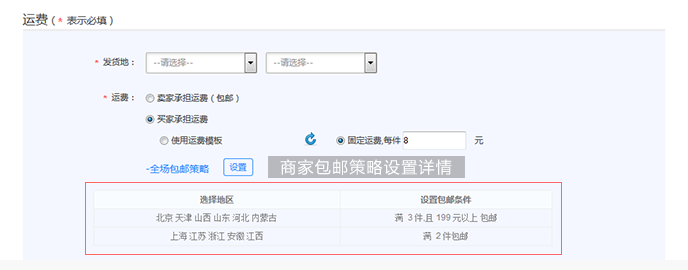 运费(* 表示必填)
* 发货地： --请选择-- --请选择--
* 运费： 卖家承担运费（包邮）
买家承担运费
使用运费模板 固定运费,每件 8 元
-全场包邮策略 设置 商家包邮策略设置详情
选择地区 设置包邮条件
北京 天津 山西 山东 河北 内蒙古 满 3件,且 199元以上 包邮
上海 江苏 浙江 安徽 江西 满 2件包邮